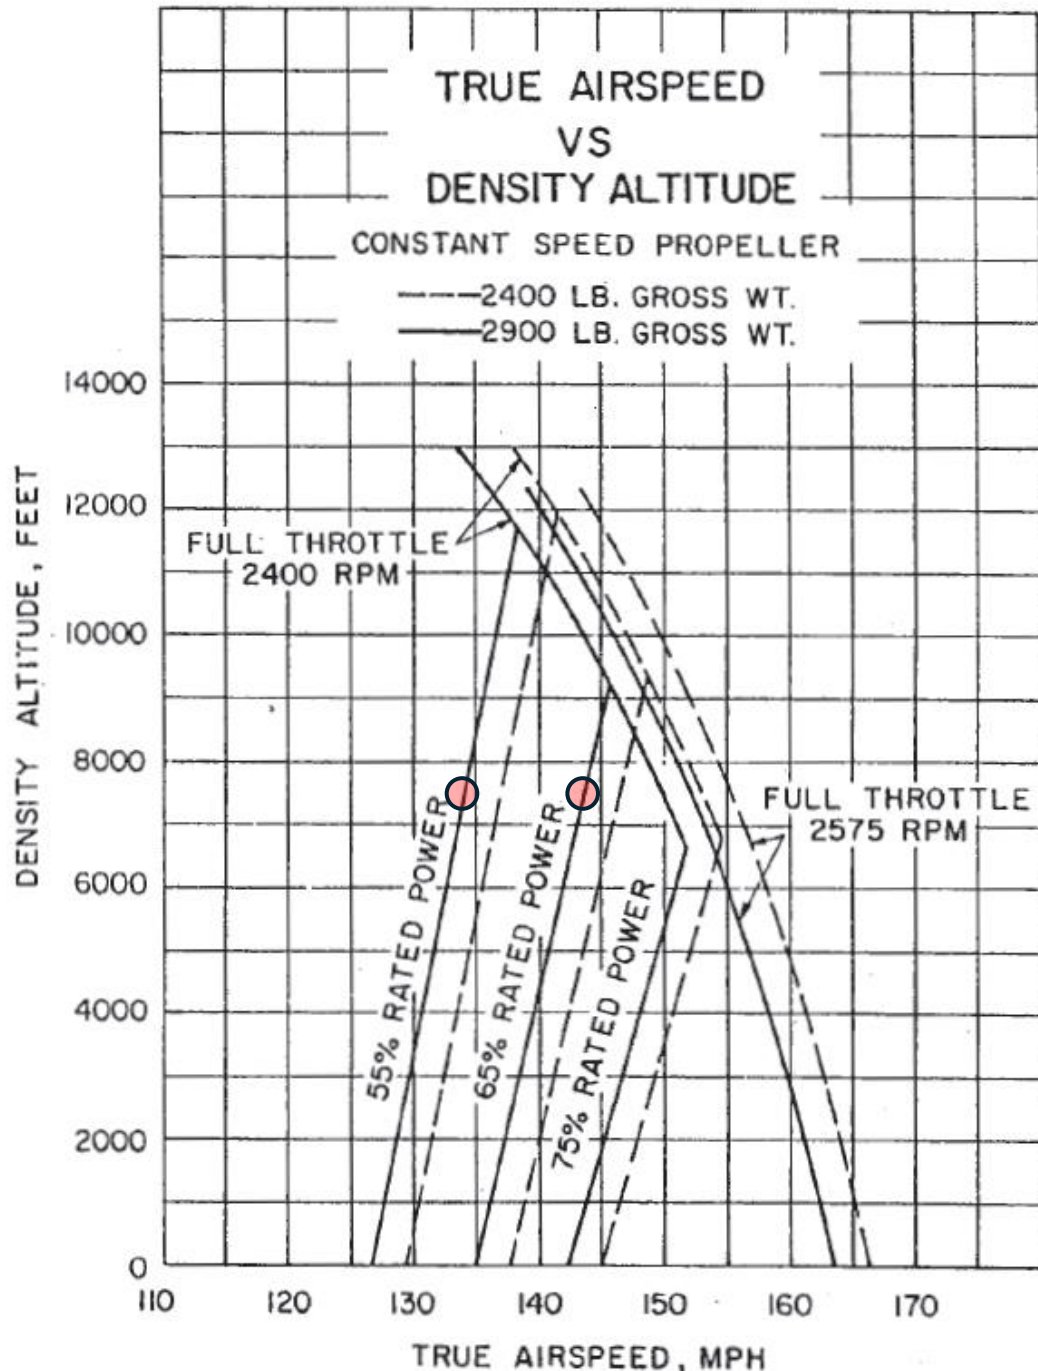 TRUE AIRSPEED
VS
DENSITY ALTITUDE
CONSTANT SPEED PROPELLER
2400 LB. GROSS WT.
2900 LB. GROSS WT.
14000
12000
10000
8000
6000
4000
2000
0
DENSITY ALTITUDE, FEET
FULL THROTTLE
2400 RPM
FULL THROTTLE
2575 RPM
55% RATED POWER
65% RATED POWER
75% RATED POWER
110 120 130 140 150 160 170
TRUE AIRSPEED, MPH